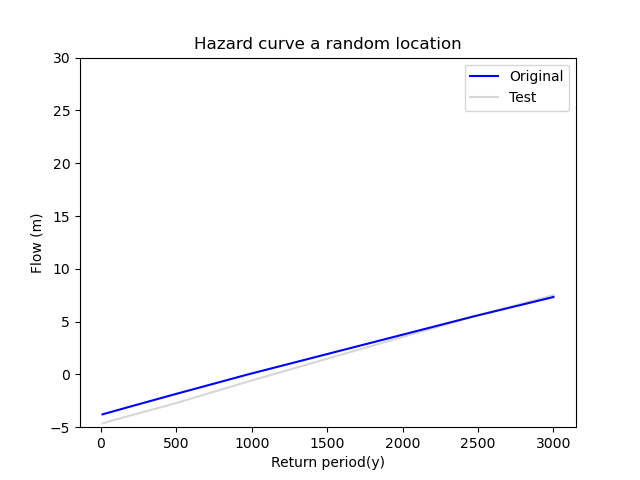 Hazard curve a random location
Original
Test
Flow (m)
30
25
20
15
10
5
0
−5
0 500 1000 1500 2000 2500 3000
Return period(y)